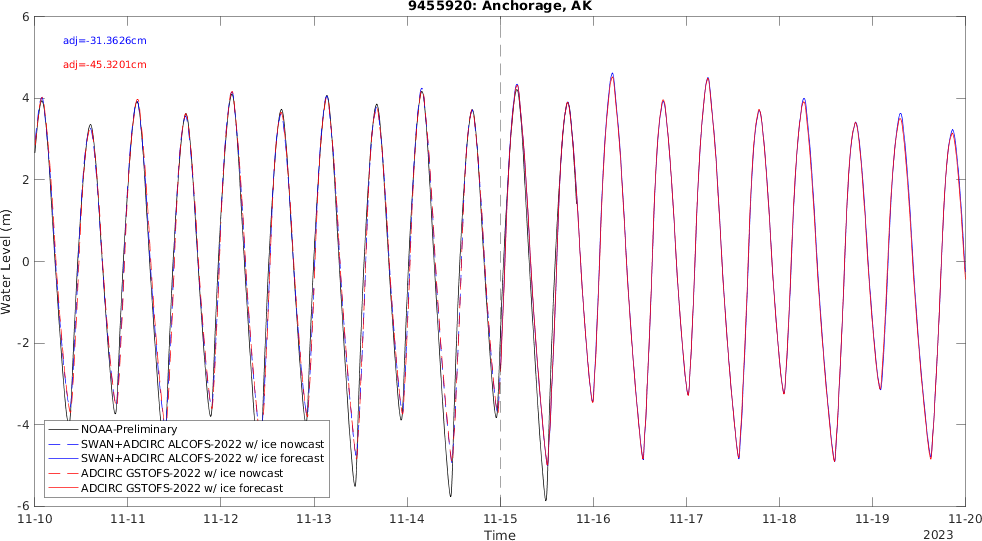 9455920: Anchorage, AK
adj=-31.3626cm
adj=-45.3201cm
Water Level (m)
6
4
2
0
-2
-4
-6
NOAA-Preliminary
SWAN+ADCIRC ALCOFS-2022 w/ ice nowcast
SWAN+ADCIRC ALCOFS-2022 w/ ice forecast
ADCIRC GSTOFS-2022 w/ ice nowcast
ADCIRC GSTOFS-2022 w/ ice forecast
11-10 11-11 11-12 11-13 11-14 11-15 11-16 11-17 11-18 11-19 11-20
Time
2023